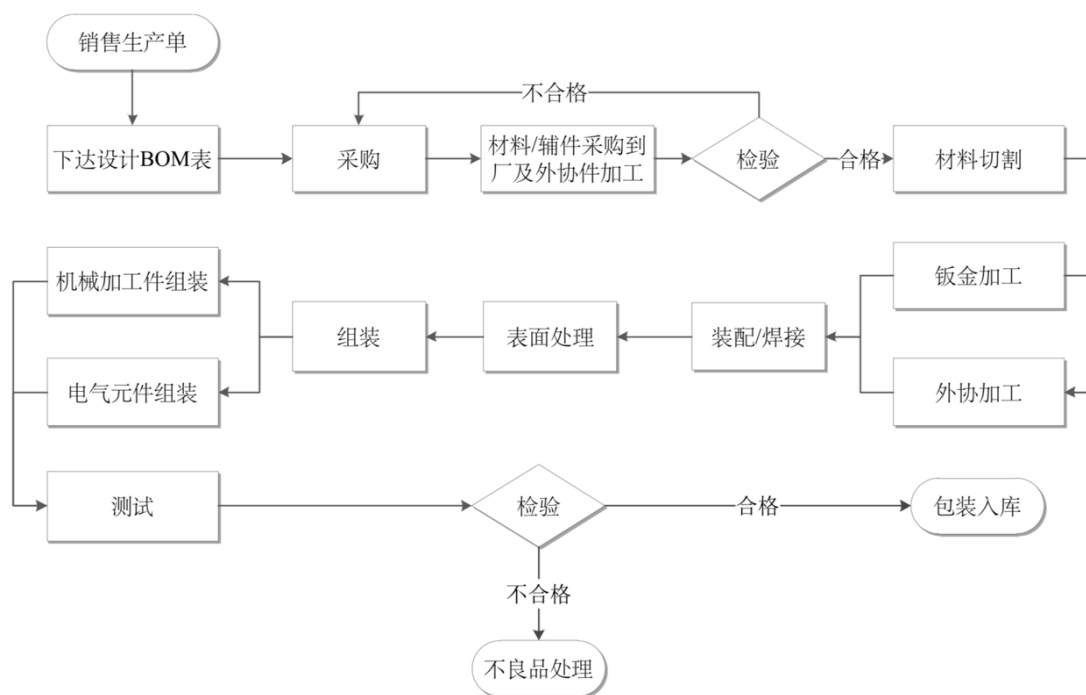 销售生产单
不合格
下达设计BOM表
采购
材料/辅件采购到
厂及外协件加工
检验
合格
材料切割
机械加工件组装
钣金加工
组装
表面处理
装配/焊接
电气元件组装
外协加工
测试
检验
合格
包装入库
不合格
不良品处理